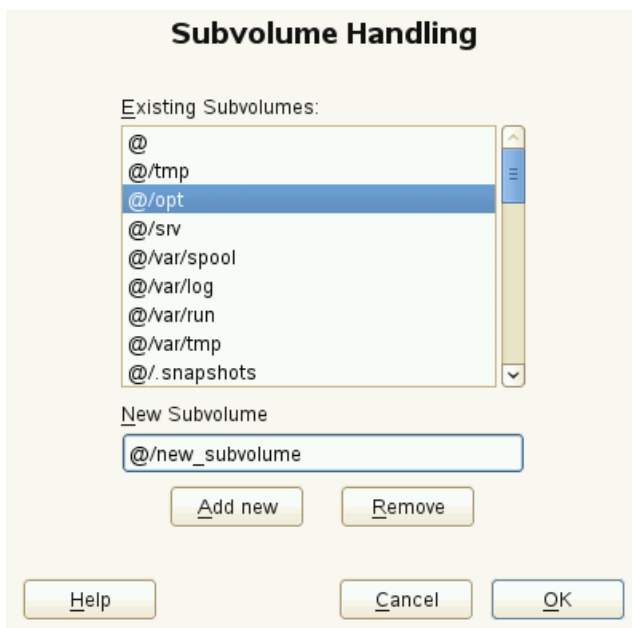 Subvolume Handling
Existing Subvolumes:
@
@/tmp
@/opt
@/srv
@/var/spool
@/var/log
@/var/run
@/var/tmp
@/.snapshots
New Subvolume
@/new_subvolume
Add new Remove
Help Cancel OK